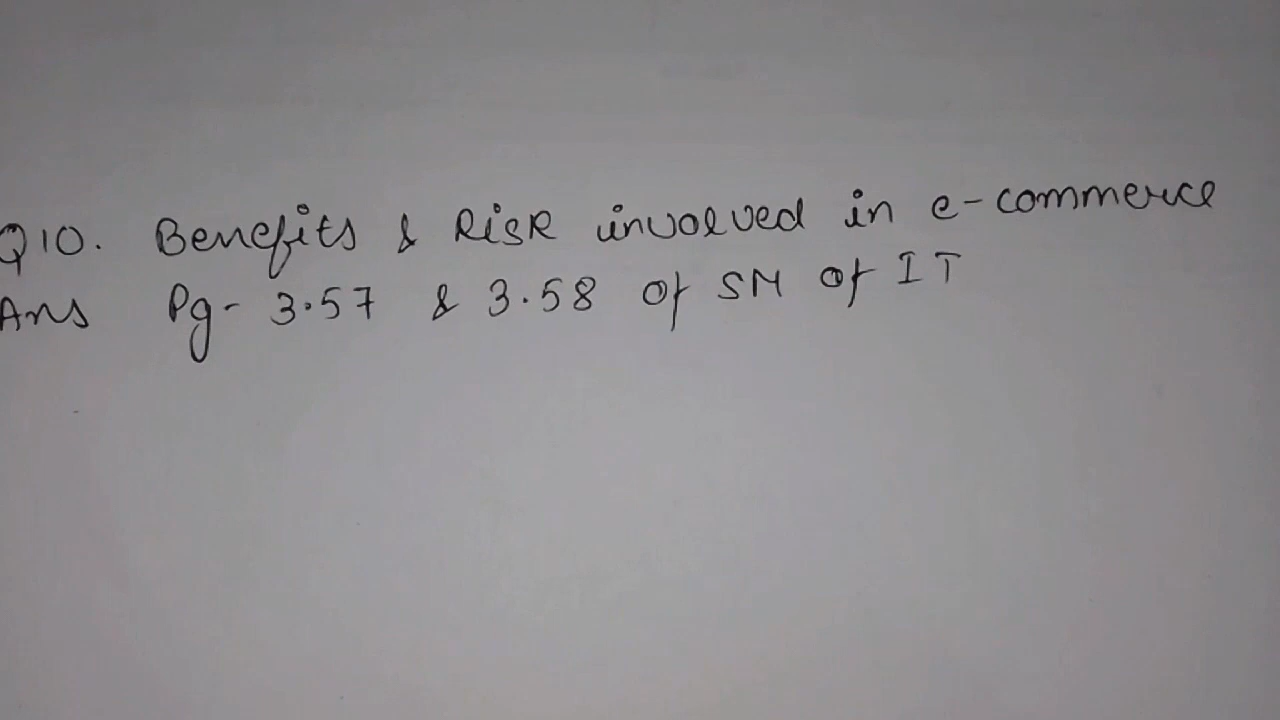 Q10. Benefits & Risk involved in e-commerce
Ans Pg- 3.57 & 3.58 of SM of IT